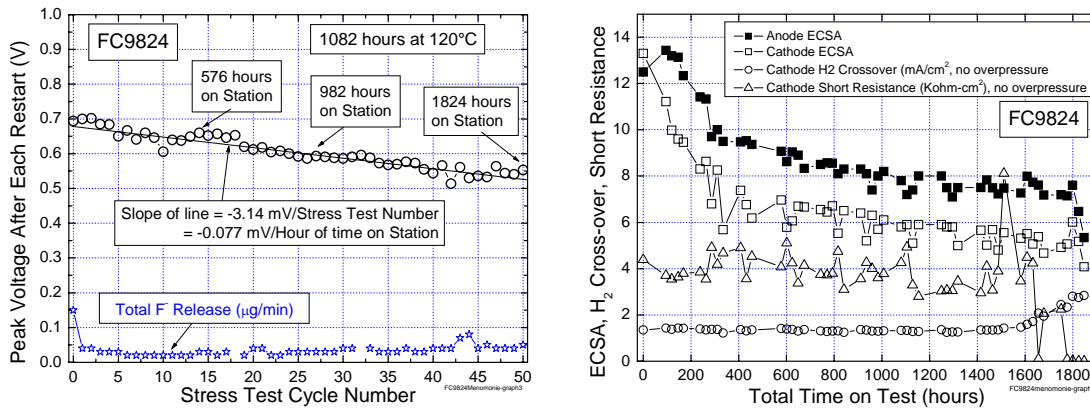 FC9824
1082 hours at 120°C
576 hours
on Station
982 hours
on Station
1824 hours
on Station
Slope of line = -3.14 mV/Stress Test Number
= -0.077 mV/Hour of time on Station
Total F- Release (µg/min)
Peak Voltage After Each Restart (V)
1.0
0.9
0.8
0.7
0.6
0.5
0.4
0.3
0.2
0.1
0.0
0 5 10 15 20 25 30 35 40 45 50
FC9824Menomonie-graph3
Stress Test Cycle Number
ECSA, H2 Cross-over, Short Resistance
14
12
10
8
6
4
2
0
Anode ECSA
Cathode ECSA
Cathode H2 Crossover (mA/cm², no overpressure)
Cathode Short Resistance (Kohm-cm²), no overpressure
FC9824
0 200 400 600 800 1000 1200 1400 1600 1800
FC9824menomonie-graph
Total Time on Test (hours)